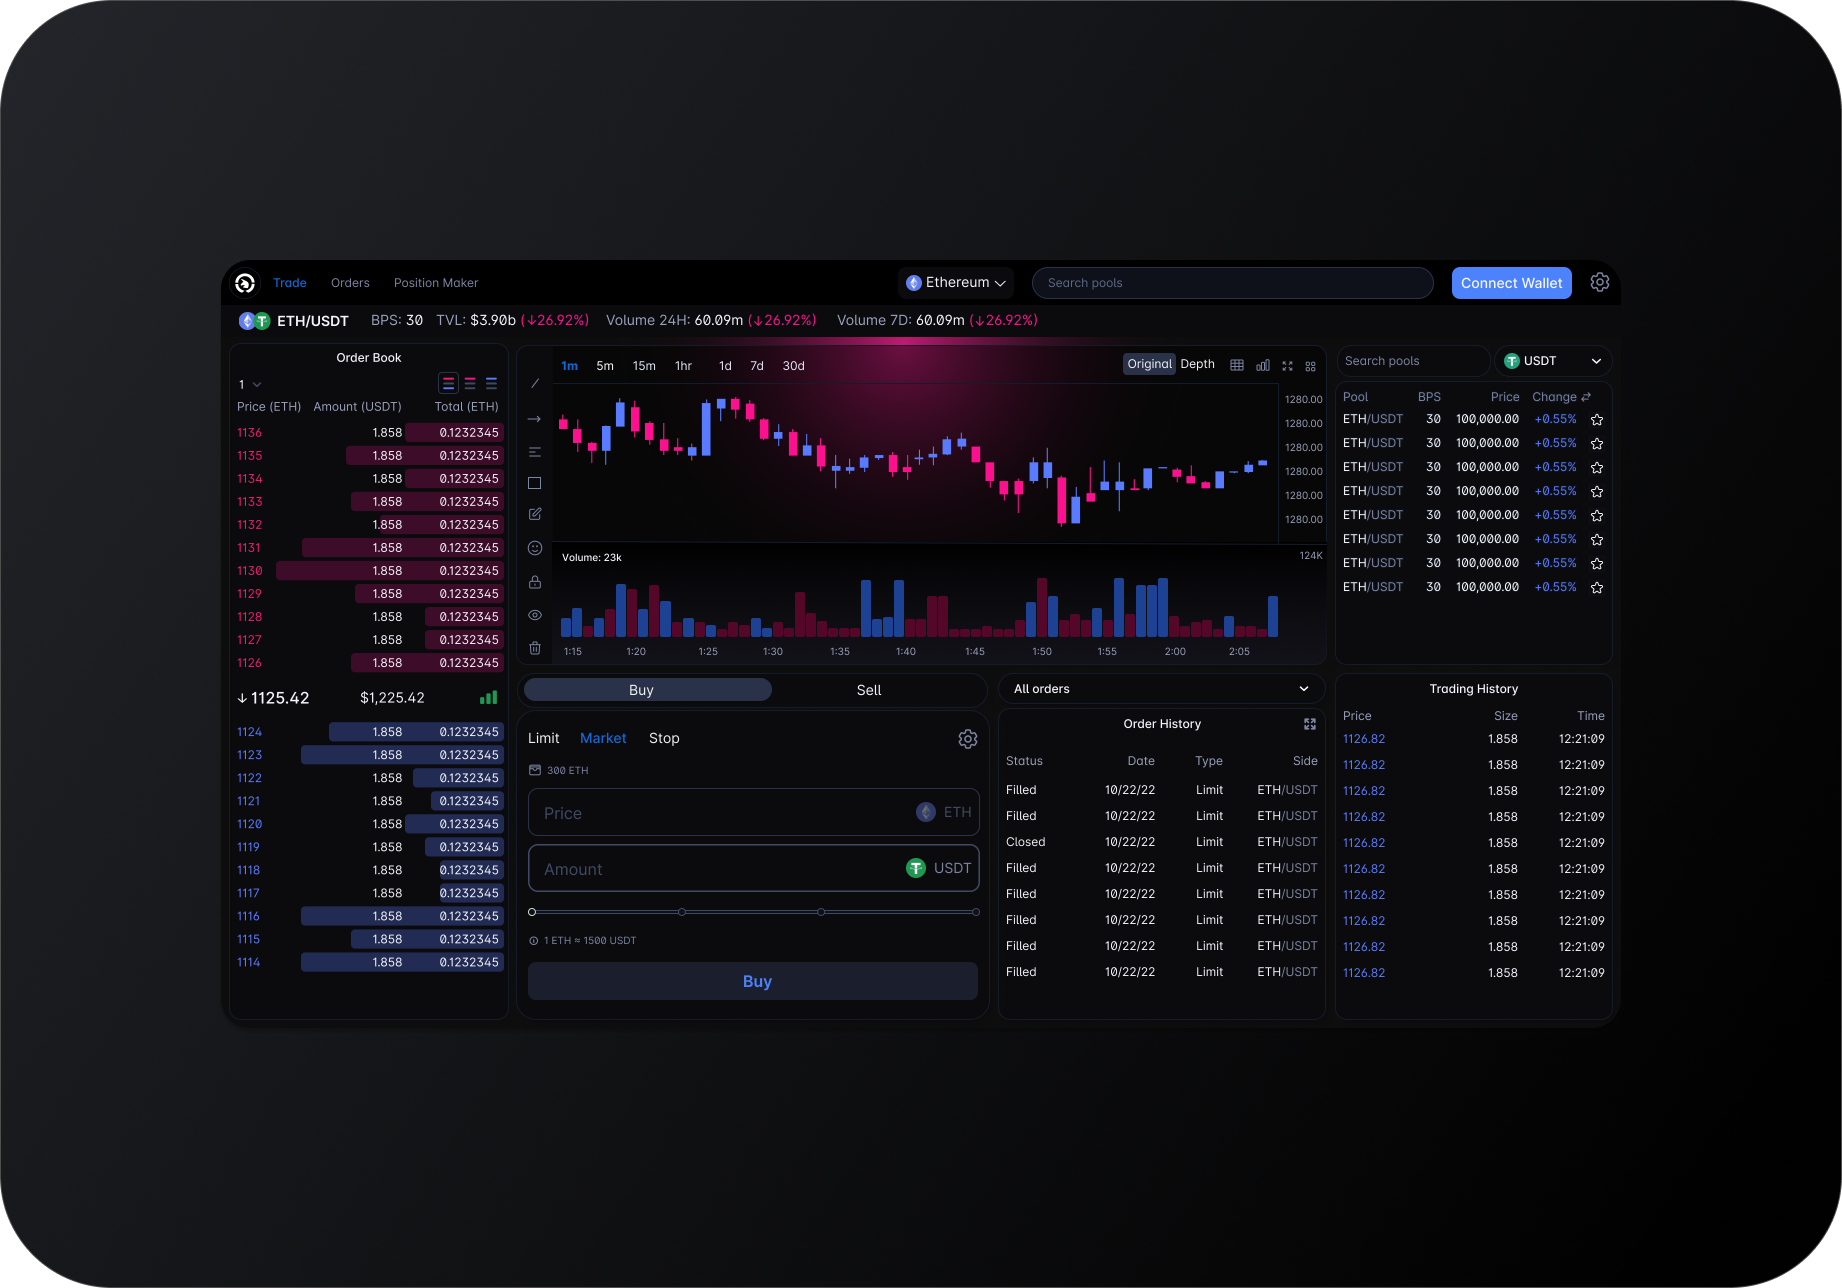 Trade Orders Position Maker Ethereum Search pools Connect Wallet
ETH/USDT BPS: 30 TVL: $3.90b (↓26.92%) Volume 24H: 60.09m (↓26.92%) Volume 7D: 60.09m (↓26.92%)
Order Book
1
Price (ETH) Amount (USDT) Total (ETH)
1136 1.858 0.1232345
1135 1.858 0.1232345
1134 1.858 0.1232345
1133 1.858 0.1232345
1132 1.858 0.1232345
1131 1.858 0.1232345
1130 1.858 0.1232345
1129 1.858 0.1232345
1128 1.858 0.1232345
1127 1.858 0.1232345
1126 1.858 0.1232345
↓1125.42 $1,225.42
1124 1.858 0.1232345
1123 1.858 0.1232345
1122 1.858 0.1232345
1121 1.858 0.1232345
1120 1.858 0.1232345
1119 1.858 0.1232345
1118 1.858 0.1232345
1117 1.858 0.1232345
1116 1.858 0.1232345
1115 1.858 0.1232345
1114 1.858 0.1232345
1m 5m 15m 1hr 1d 7d 30d Original Depth
1280.00
1280.00
1280.00
1280.00
1280.00
1280.00
Volume: 23k 124K
1:15 1:20 1:25 1:30 1:35 1:40 1:45 1:50 1:55 2:00 2:05
Search pools USDT
Pool BPS Price Change
ETH/USDT 30 100,000.00 +0.55%
ETH/USDT 30 100,000.00 +0.55%
ETH/USDT 30 100,000.00 +0.55%
ETH/USDT 30 100,000.00 +0.55%
ETH/USDT 30 100,000.00 +0.55%
ETH/USDT 30 100,000.00 +0.55%
ETH/USDT 30 100,000.00 +0.55%
ETH/USDT 30 100,000.00 +0.55%
Buy Sell
Limit Market Stop
300 ETH
Price ETH
Amount USDT
1 ETH ≈ 1500 USDT
Buy
All orders
Order History
Status Date Type Side
Filled 10/22/22 Limit ETH/USDT
Filled 10/22/22 Limit ETH/USDT
Closed 10/22/22 Limit ETH/USDT
Filled 10/22/22 Limit ETH/USDT
Filled 10/22/22 Limit ETH/USDT
Filled 10/22/22 Limit ETH/USDT
Filled 10/22/22 Limit ETH/USDT
Filled 10/22/22 Limit ETH/USDT
Trading History
Price Size Time
1126.82 1.858 12:21:09
1126.82 1.858 12:21:09
1126.82 1.858 12:21:09
1126.82 1.858 12:21:09
1126.82 1.858 12:21:09
1126.82 1.858 12:21:09
1126.82 1.858 12:21:09
1126.82 1.858 12:21:09
1126.82 1.858 12:21:09
1126.82 1.858 12:21:09